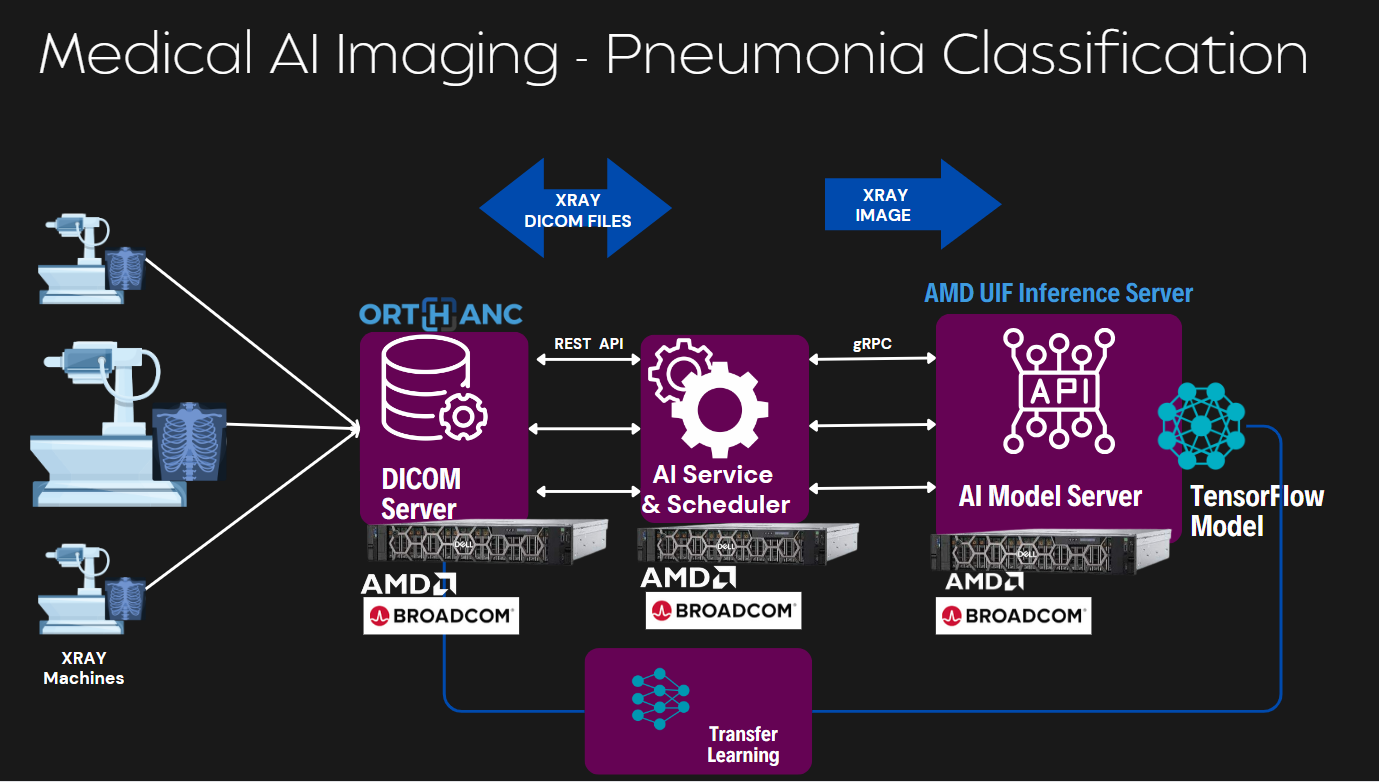 Medical AI Imaging - Pneumonia Classification
XRAY
DICOM FILES
XRAY
IMAGE
AMD UIF Inference Server
ORTHANC
REST API
gRPC
API
DICOM
Server
AI Service
& Scheduler
AI Model Server
TensorFlow
Model
DELL
DELL
DELL
AMD
AMD
AMD
BROADCOM
BROADCOM
BROADCOM
XRAY
Machines
Transfer
Learning